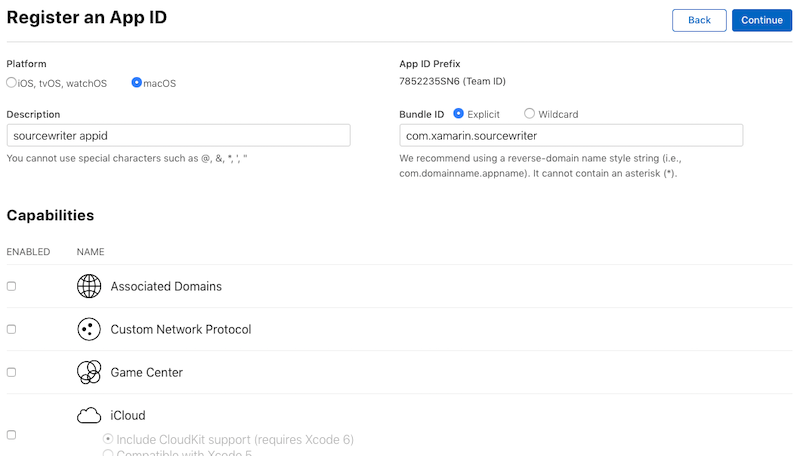 Register an App ID
Back
Continue
Platform
iOS, tvOS, watchOS
macOS
App ID Prefix
7852235SN6 (Team ID)
Description
sourcewriter appid
You cannot use special characters such as @, &, *, ', "
Bundle ID
Explicit
Wildcard
com.xamarin.sourcewriter
We recommend using a reverse-domain name style string (i.e.,
com.domainname.appname). It cannot contain an asterisk (*).
Capabilities
ENABLED
NAME
Associated Domains
Custom Network Protocol
Game Center
iCloud
Include CloudKit support (requires Xcode 6)
Compatible with Xcode 5